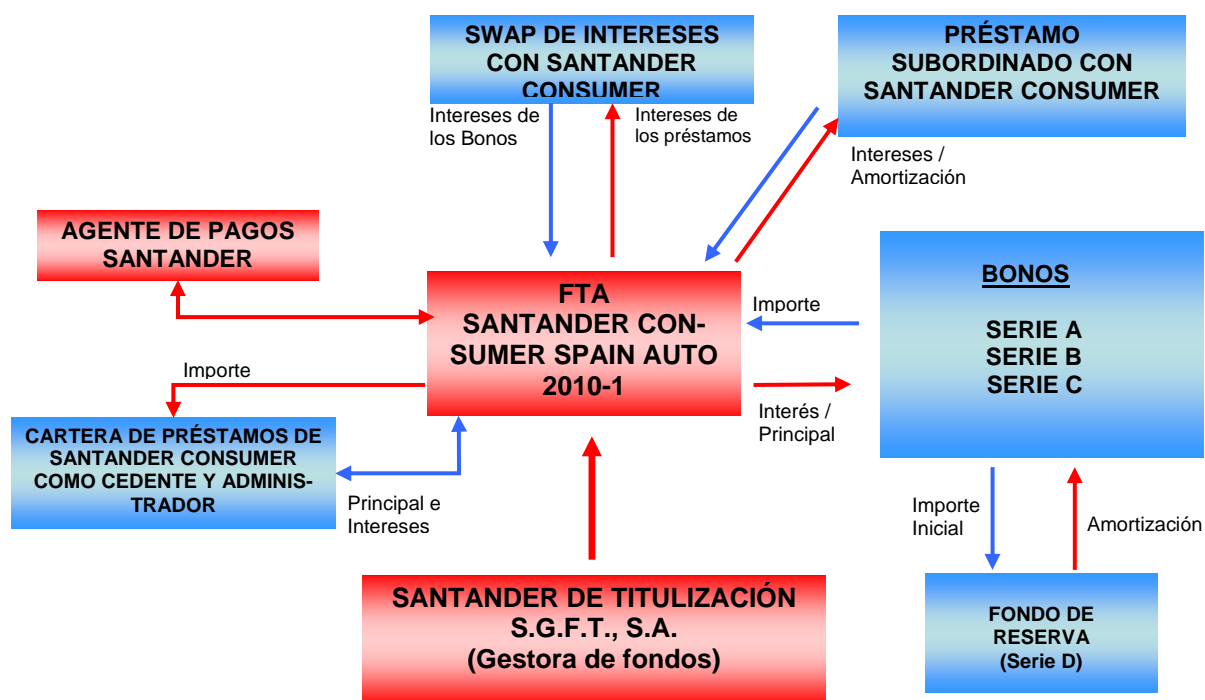 SWAP DE INTERESES
CON SANTANDER
CONSUMER
PRÉSTAMO
SUBORDINADO CON
SANTANDER CONSUMER
Intereses de
los Bonos
Intereses de
los préstamos
Intereses /
Amortización
AGENTE DE PAGOS
SANTANDER
FTA
SANTANDER CON-
SUMER SPAIN AUTO
2010-1
Importe
BONOS
SERIE A
SERIE B
SERIE C
Importe
Interés /
Principal
CARTERA DE PRÉSTAMOS DE
SANTANDER CONSUMER
COMO CEDENTE Y ADMINIS-
TRADOR
Principal e
Intereses
Importe
Inicial
Amortización
SANTANDER DE TITULIZACIÓN
S.G.F.T., S.A.
(Gestora de fondos)
FONDO DE
RESERVA
(Serie D)